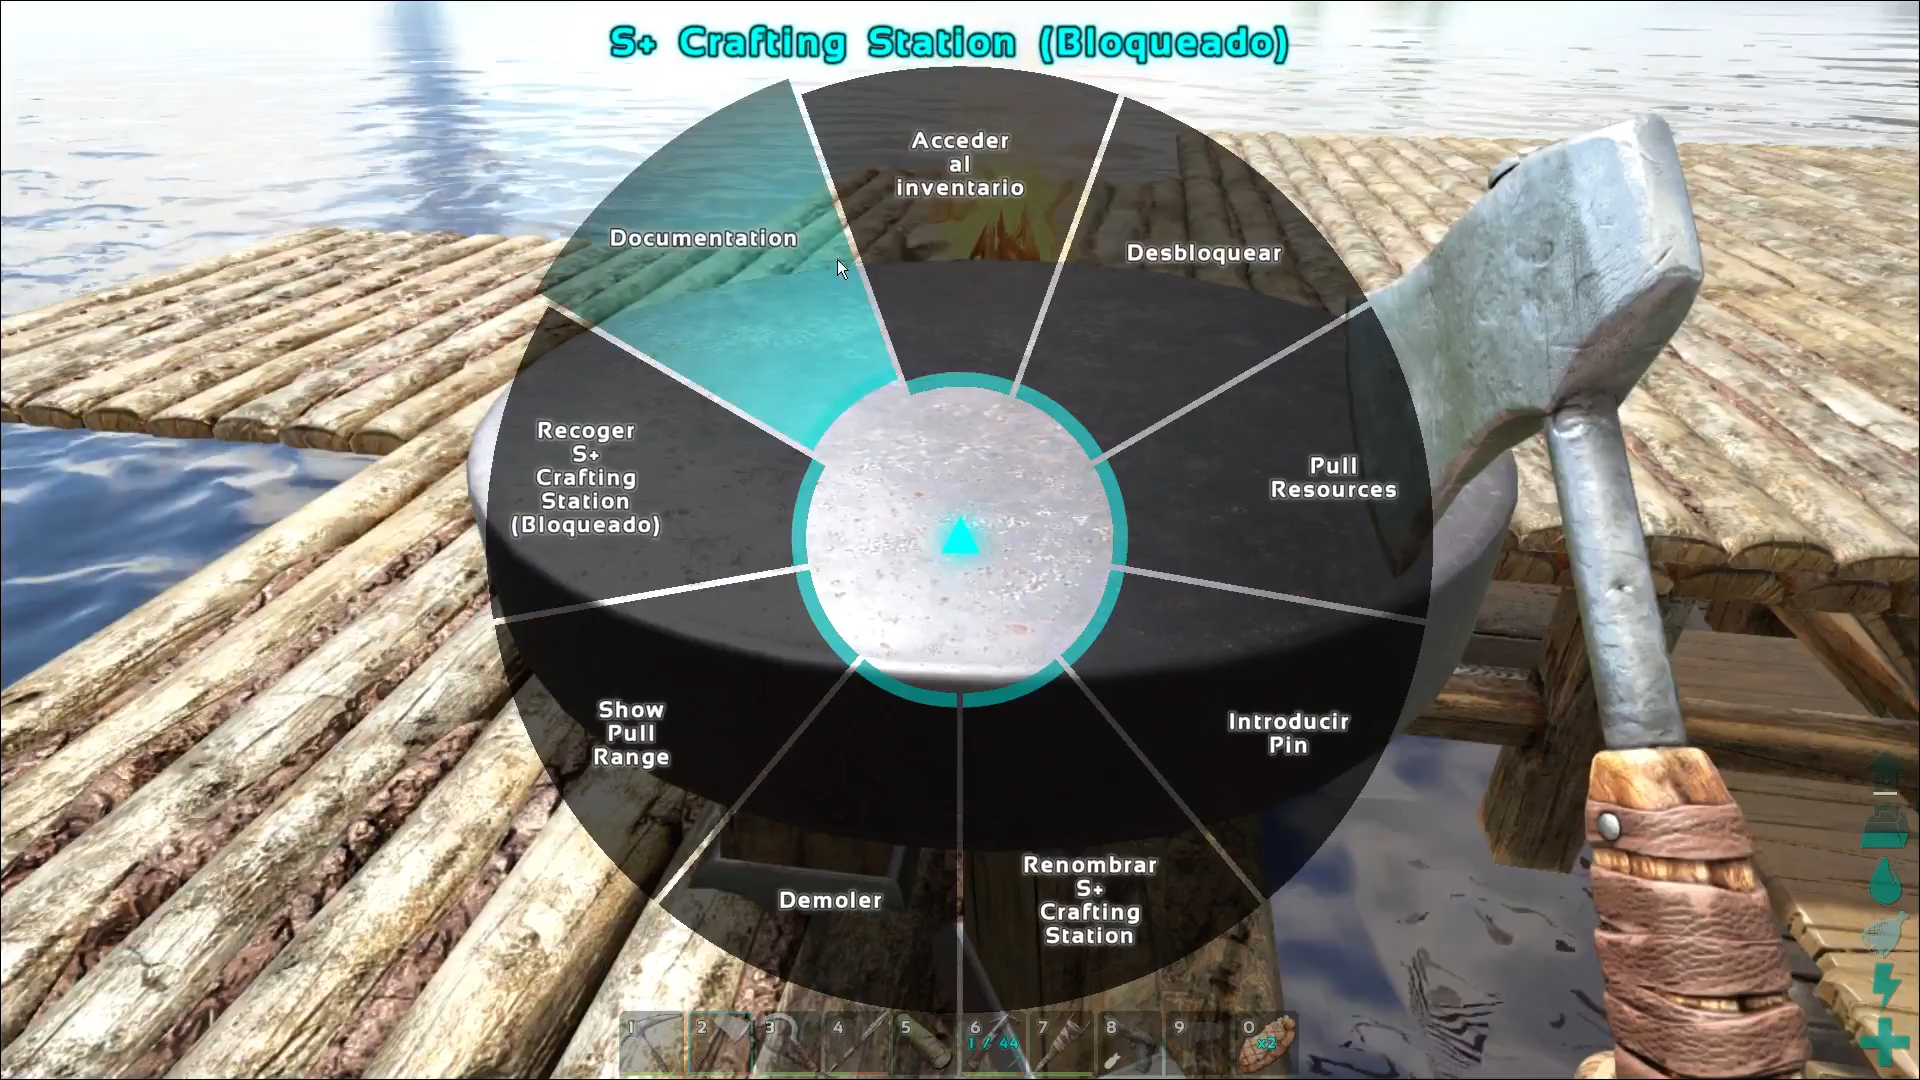 S+ Crafting Station (Bloqueado)
Acceder
al
inventario
Documentation
Desbloquear
Recoger
S+
Crafting
Station
(Bloqueado)
Pull
Resources
Show
Pull
Range
Introducir
Pin
Demoler
Renombrar
S+
Crafting
Station
1 2 3 4 5 6 7 8 9 0
1 / 44
x2